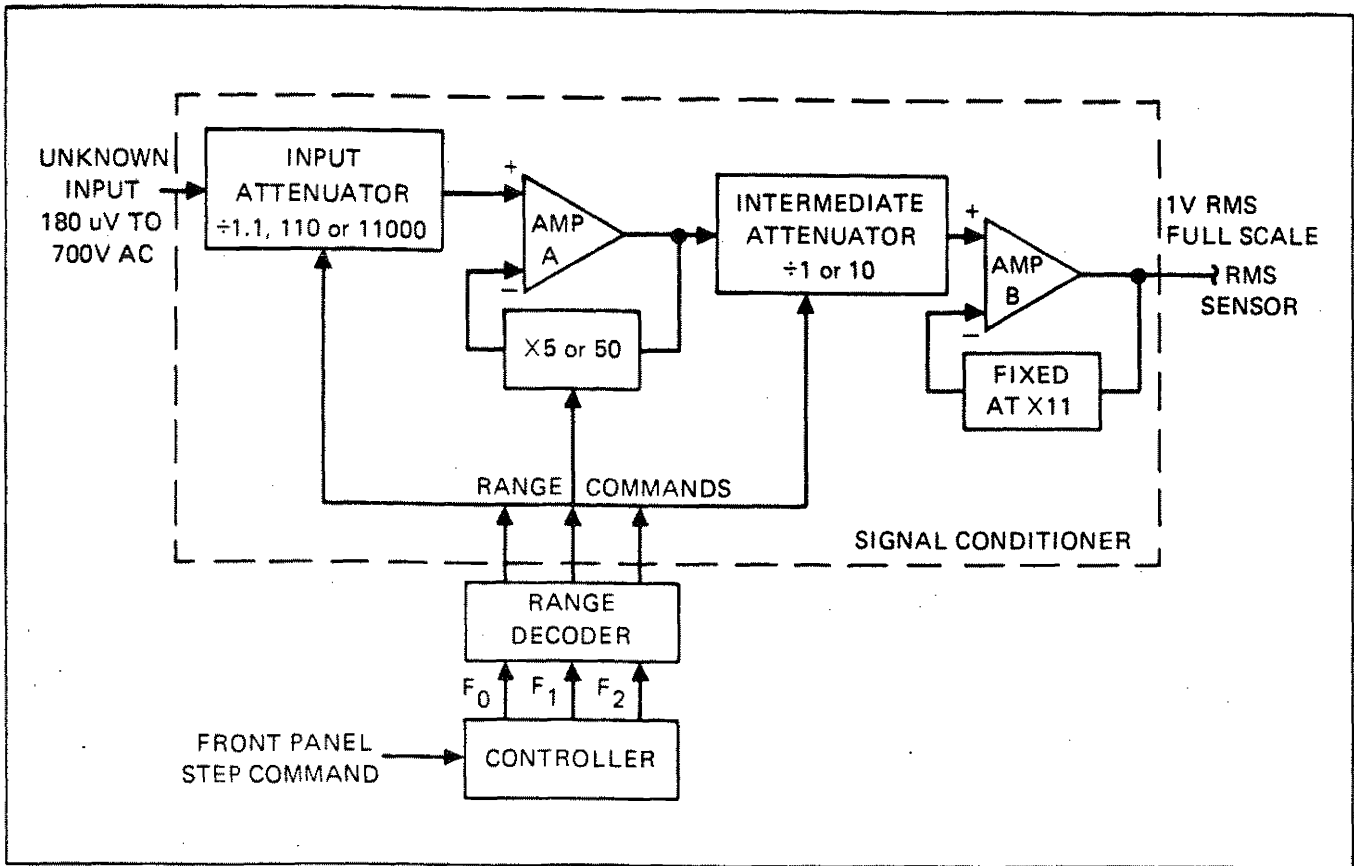 UNKNOWN
INPUT
180 uV TO
700V AC
INPUT
ATTENUATOR
÷1.1, 110 or 11000
+
AMP
A
−
X5 or 50
INTERMEDIATE
ATTENUATOR
÷1 or 10
+
AMP
B
−
FIXED
AT X11
1V RMS
FULL SCALE
RMS
SENSOR
RANGE COMMANDS
SIGNAL CONDITIONER
RANGE
DECODER
F0 F1 F2
FRONT PANEL
STEP COMMAND
CONTROLLER